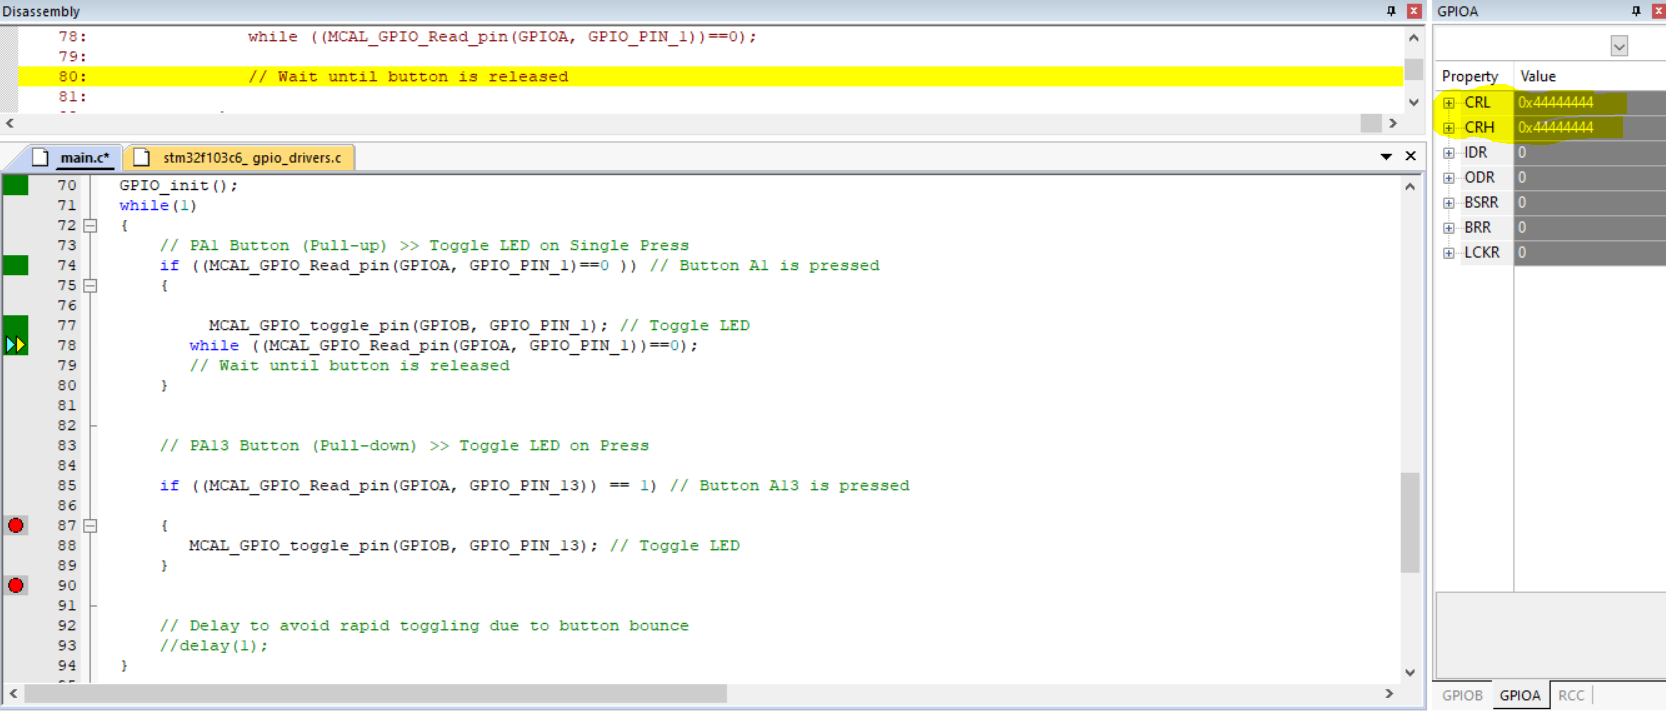 Disassembly
78: while ((MCAL_GPIO_Read_pin(GPIOA, GPIO_PIN_1))==0);
79:
80: // Wait until button is released
81:
main.c*
stm32f103c6_ gpio_drivers.c
70 GPIO_init();
71 while(1)
72 {
73 // PA1 Button (Pull-up) >> Toggle LED on Single Press
74 if ((MCAL_GPIO_Read_pin(GPIOA, GPIO_PIN_1)==0 )) // Button A1 is pressed
75 {
76
77 MCAL_GPIO_toggle_pin(GPIOB, GPIO_PIN_1); // Toggle LED
78 while ((MCAL_GPIO_Read_pin(GPIOA, GPIO_PIN_1))==0);
79 // Wait until button is released
80 }
81
82
83 // PA13 Button (Pull-down) >> Toggle LED on Press
84
85 if ((MCAL_GPIO_Read_pin(GPIOA, GPIO_PIN_13)) == 1) // Button A13 is pressed
86
87 {
88 MCAL_GPIO_toggle_pin(GPIOB, GPIO_PIN_13); // Toggle LED
89 }
90
91
92 // Delay to avoid rapid toggling due to button bounce
93 //delay(1);
94 }
GPIOA
Property Value
CRL 0x44444444
CRH 0x44444444
IDR 0
ODR 0
BSRR 0
BRR 0
LCKR 0
GPIOB GPIOA RCC